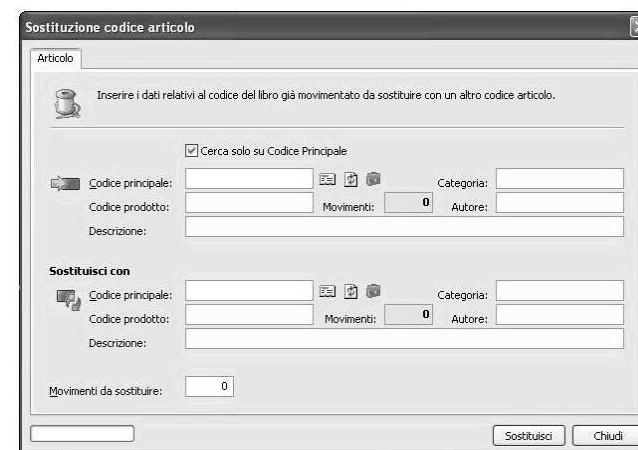 Sostituzione codice articolo
Articolo
Inserire i dati relativi al codice del libro già movimentato da sostituire con un altro codice articolo.
Cerca solo su Codice Principale
Codice principale: Categoria:
Codice prodotto: Movimenti: 0 Autore:
Descrizione:
Sostituisci con
Codice principale: Categoria:
Codice prodotto: Movimenti: 0 Autore:
Descrizione:
Movimenti da sostituire: 0
Sostituisci Chiudi